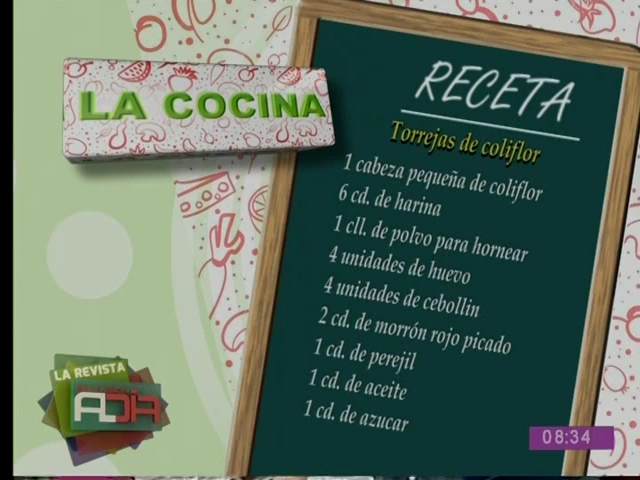 LA COCINA
RECETA
Torrejas de coliflor
1 cabeza pequeña de coliflor
6 cd. de harina
1 cll. de polvo para hornear
4 unidades de huevo
4 unidades de cebollin
2 cd. de morrón rojo picado
1 cd. de perejil
1 cd. de aceite
1 cd. de azucar
LA REVISTA
08:34